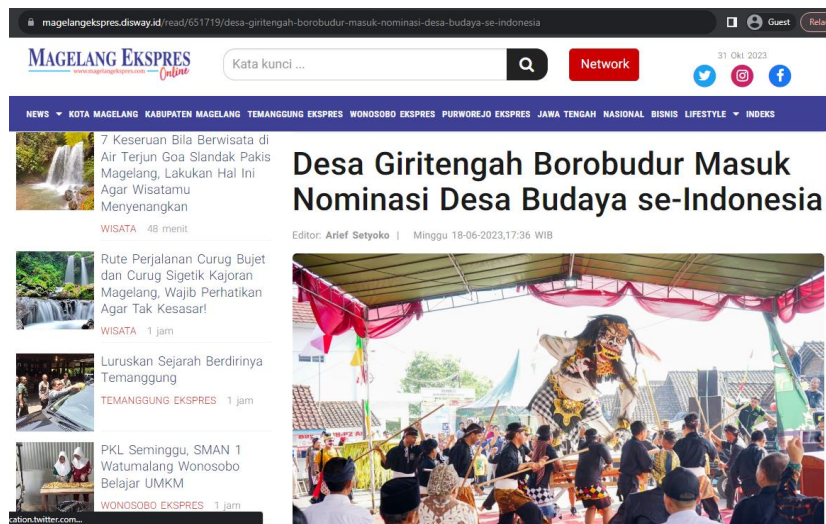 magelangekspres.disway.id/read/651719/desa-giritengah-borobudur-masuk-nominasi-desa-budaya-se-indonesia
Guest
MAGELANG EKSPRES
www.magelangekspres.com
Online
Kata kunci ...
Network
31 Okt 2023
NEWS KOTA MAGELANG KABUPATEN MAGELANG TEMANGGUNG EKSPRES WONOSOBO EKSPRES PURWOREJO EKSPRES JAWA TENGAH NASIONAL BISNIS LIFESTYLE INDEKS
7 Keseruan Bila Berwisata di
Air Terjun Goa Slandak Pakis
Magelang, Lakukan Hal Ini
Agar Wisatamu
Menyenangkan
WISATA 48 menit
Rute Perjalanan Curug Bujet
dan Curug Sigetik Kajoran
Magelang, Wajib Perhatikan
Agar Tak Kesasar!
WISATA 1 jam
Luruskan Sejarah Berdirinya
Temanggung
TEMANGGUNG EKSPRES 1 jam
PKL Seminggu, SMAN 1
Watumalang Wonosobo
Belajar UMKM
WONOSOBO EKSPRES 1 jam
Desa Giritengah Borobudur Masuk
Nominasi Desa Budaya se-Indonesia
Editor: Arief Setyoko | Minggu 18-06-2023,17:36 WIB
cation.twitter.com...